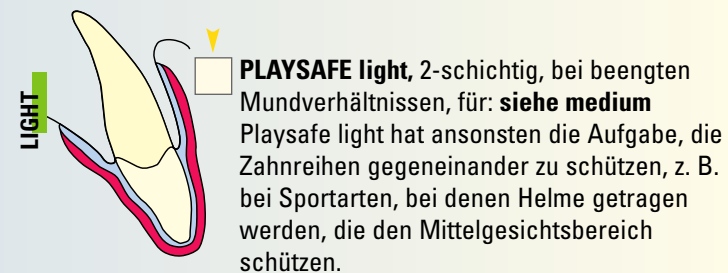 LIGHT
PLAYSAFE light, 2-schichtig, bei beengten
Mundverhältnissen, für: siehe medium
Playsafe light hat ansonsten die Aufgabe, die
Zahnreihen gegeneinander zu schützen, z. B.
bei Sportarten, bei denen Helme getragen
werden, die den Mittelgesichtsbereich
schützen.